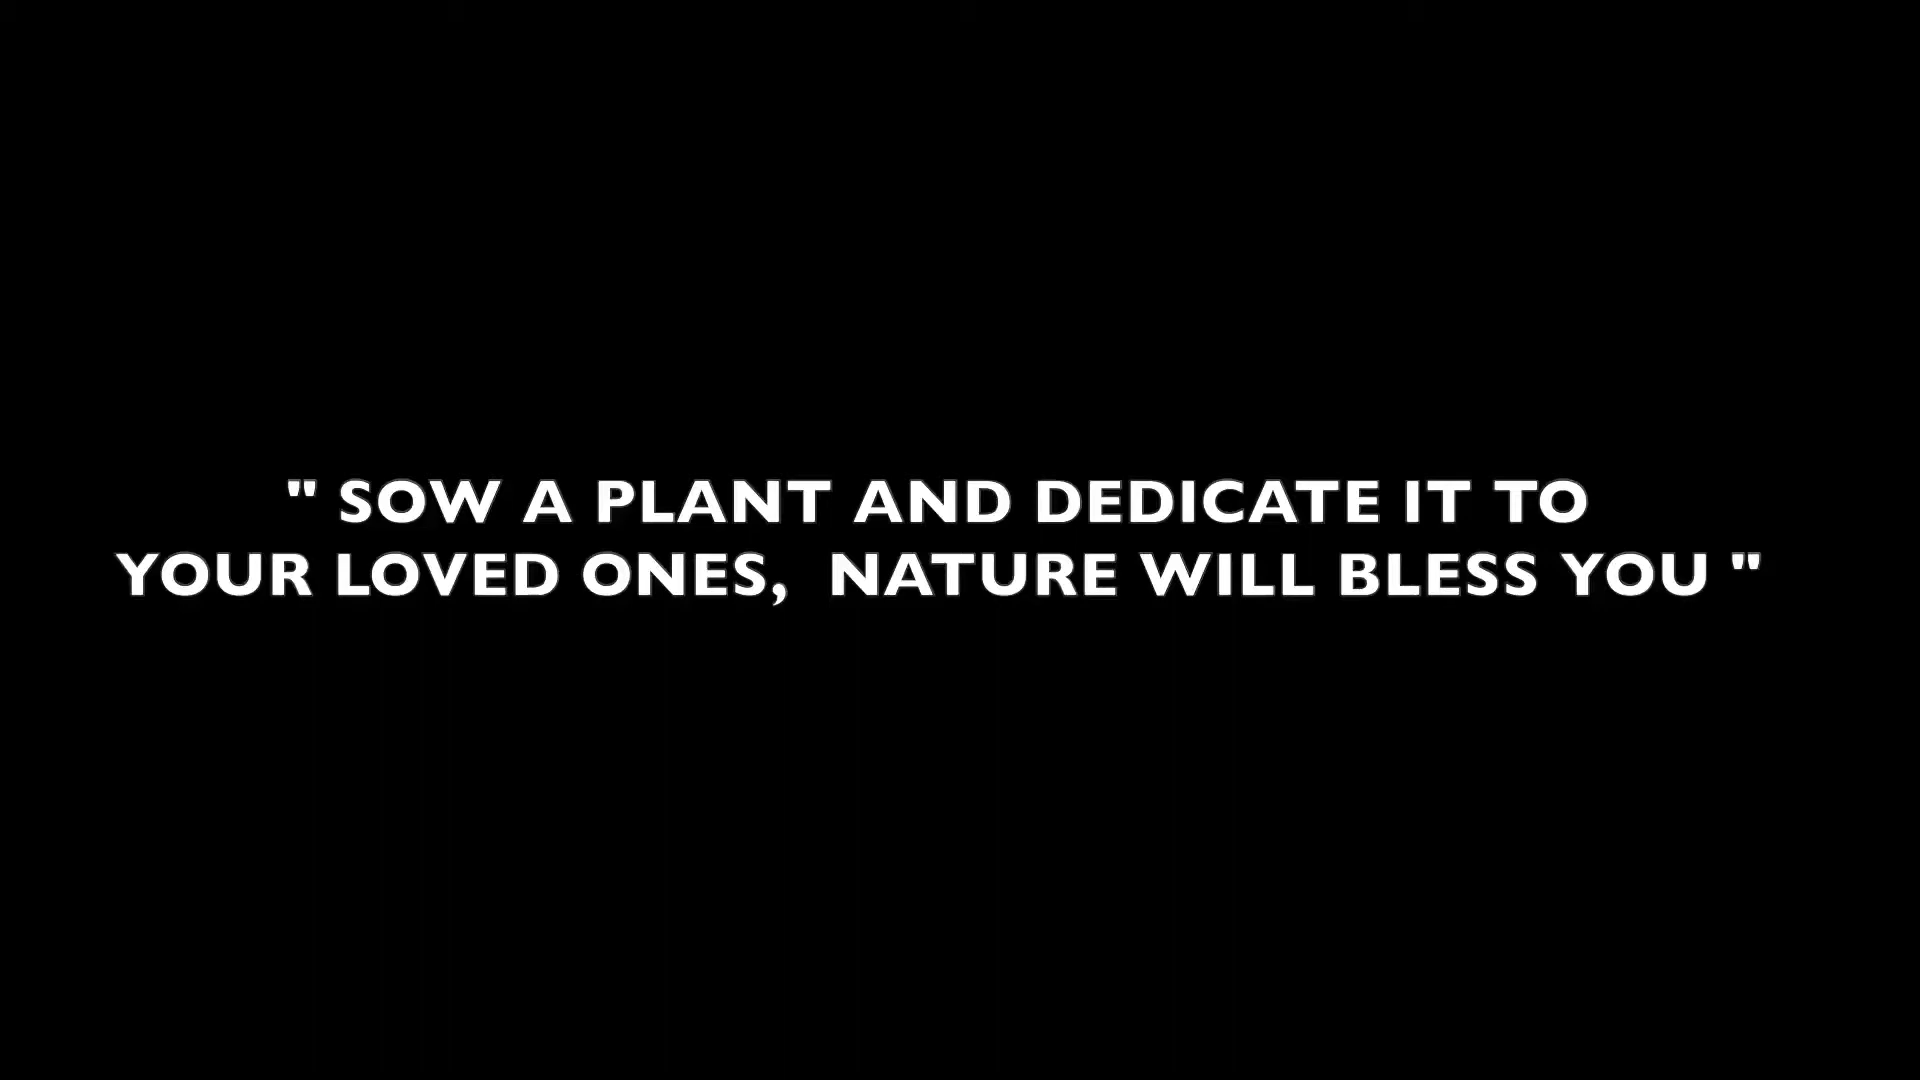 " SOW A PLANT AND DEDICATE IT TO
YOUR LOVED ONES,  NATURE WILL BLESS YOU "